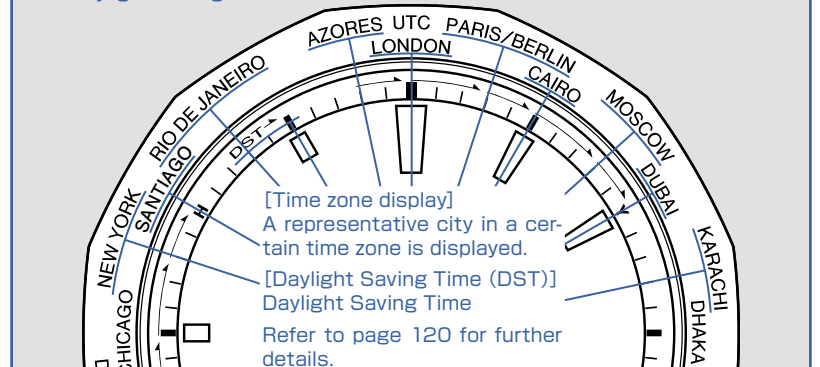 AZORES UTC PARIS/BERLIN
LONDON
CAIRO
RIO DE JANEIRO
MOSCOW
DST
SANTIAGO
DUBAI
NEW YORK
KARACHI
CHICAGO
DHAKA
[Time zone display]
A representative city in a cer-
tain time zone is displayed.
[Daylight Saving Time (DST)]
Daylight Saving Time
Refer to page 120 for further
details.